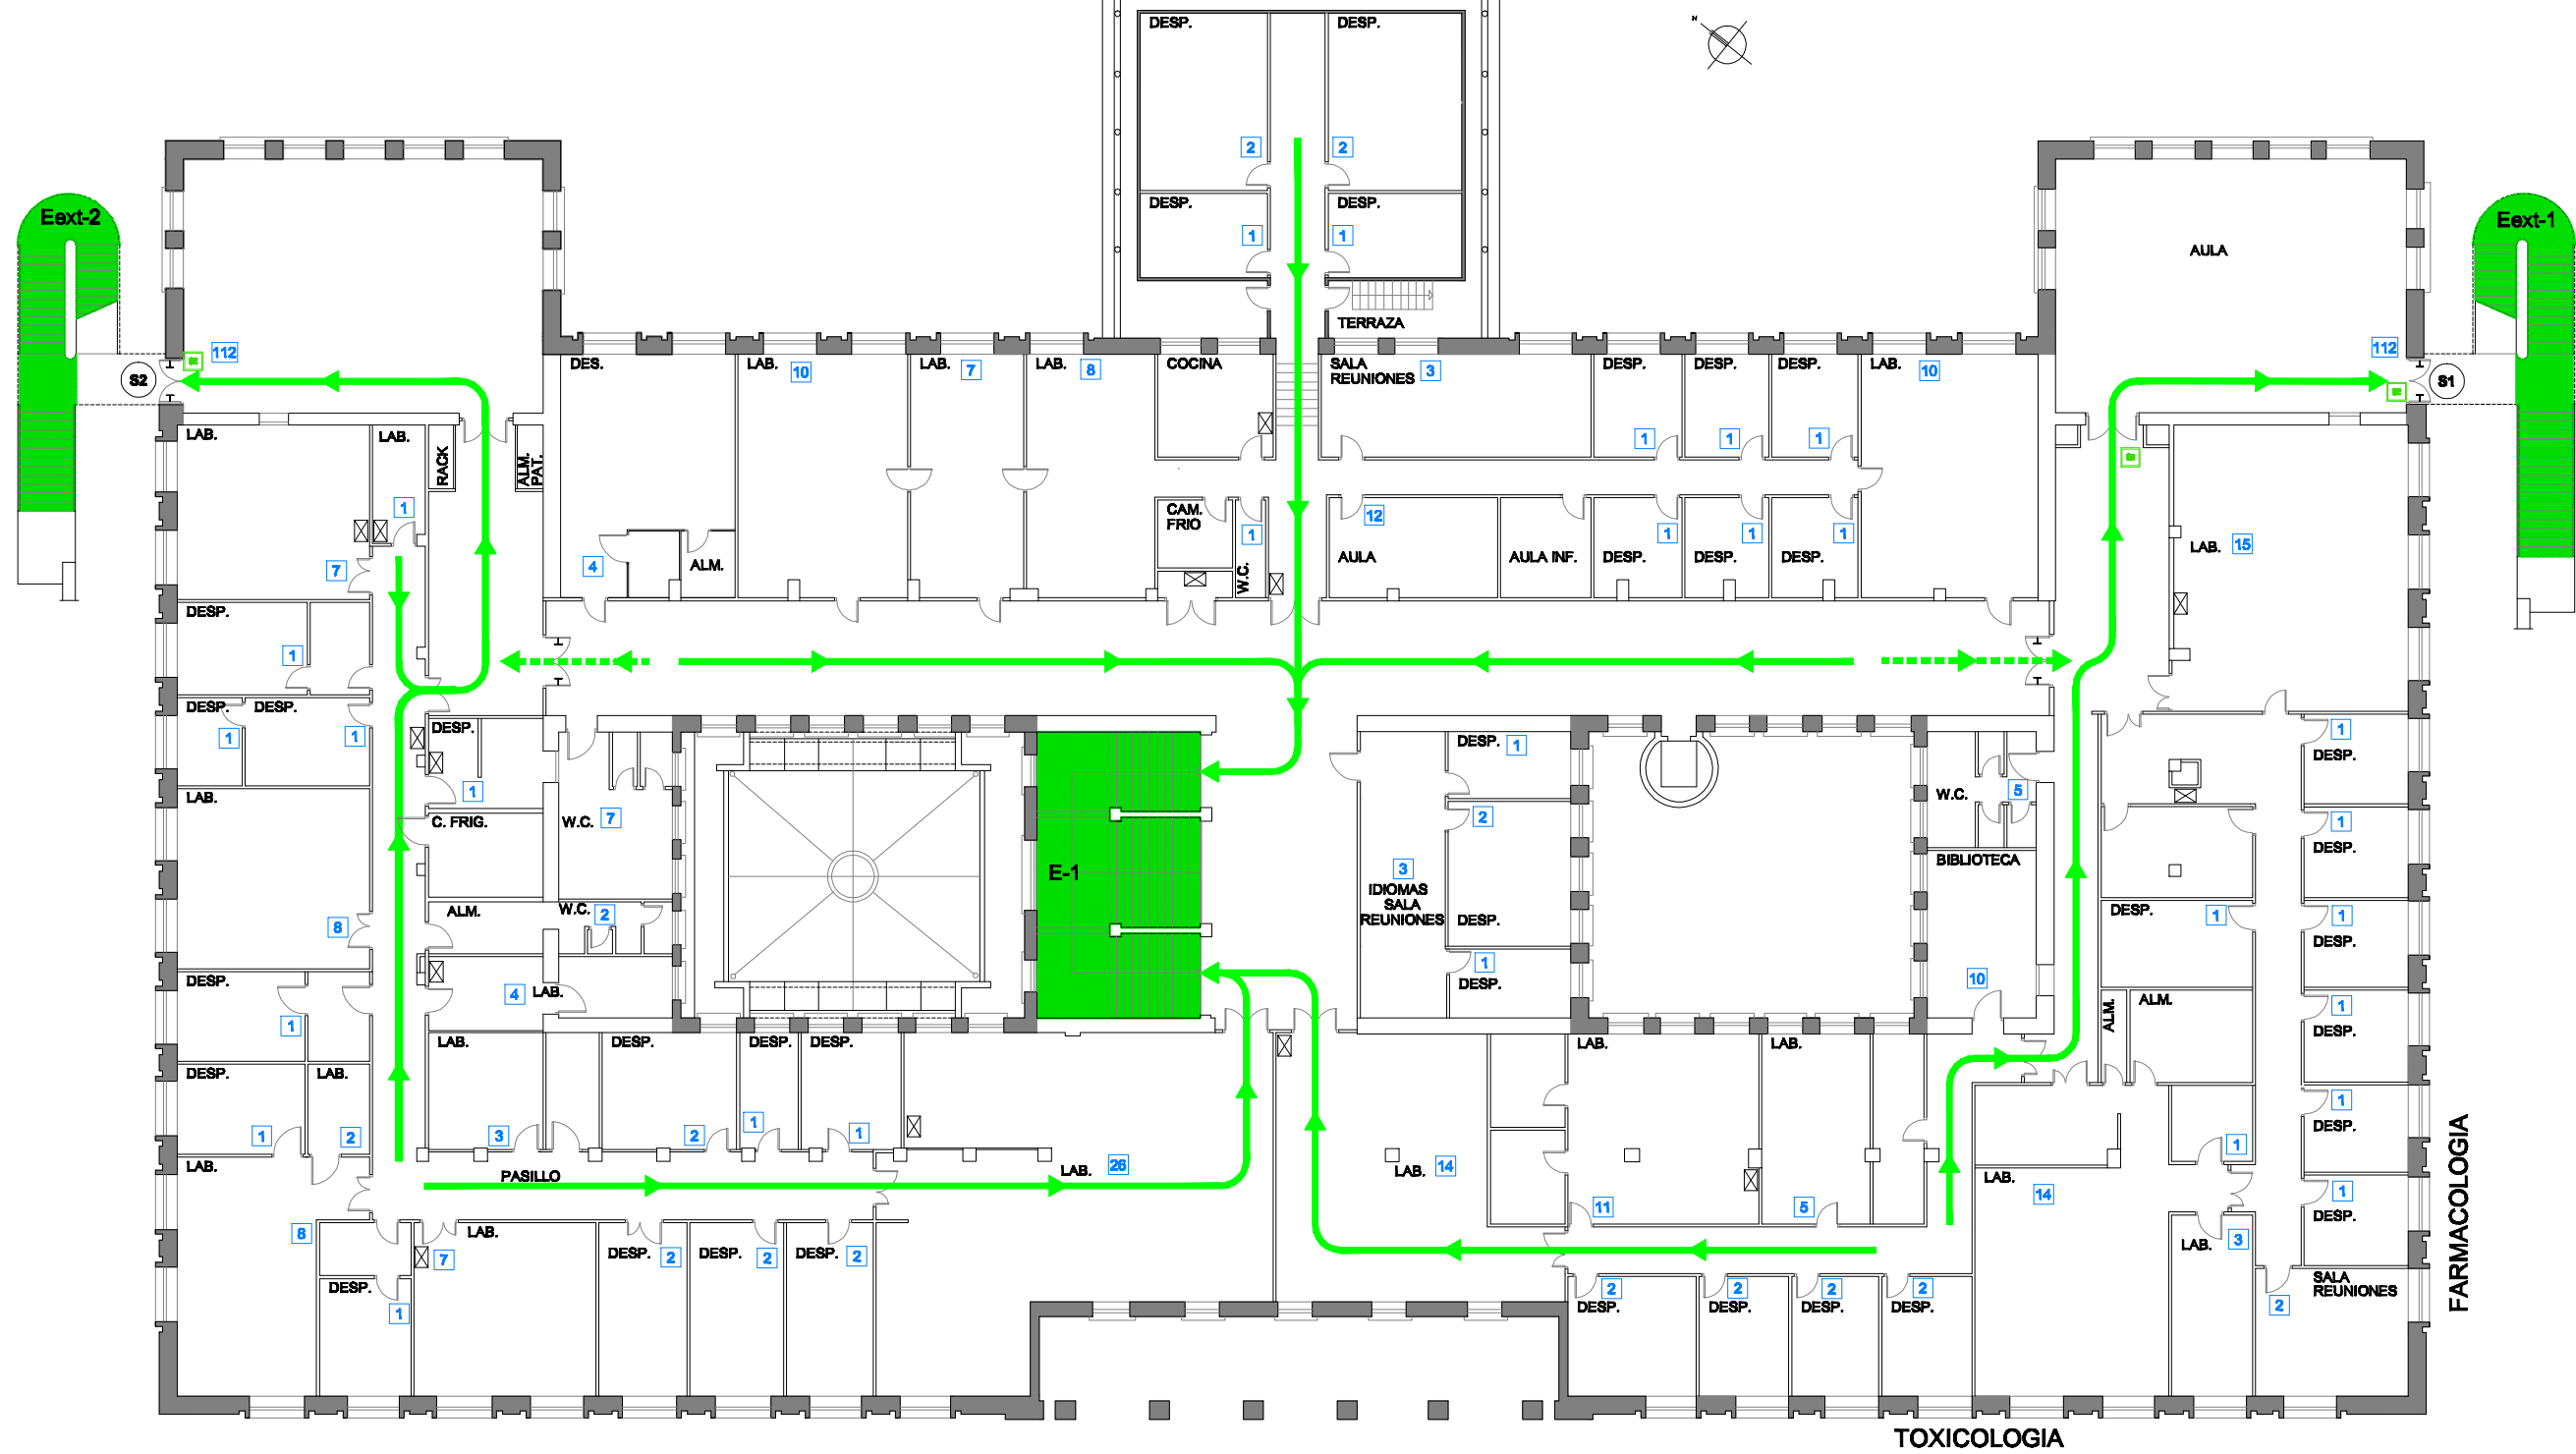 DESP. DESP.
N
2 2
DESP. DESP.
1 1
Eext-2
Eext-1
AULA
TERRAZA
112
S2
112
S1
DES.
LAB. 10
LAB. 7
LAB. 8
COCINA
SALA
REUNIONES 3
DESP. DESP. DESP.
LAB. 10
1 1 1
LAB.
LAB.
RACK
ALM.
PAT.
1
7
4
ALM.
CAM.
FRIO
W.C.
1
12
AULA
AULA INF.
DESP. 1
DESP. 1
DESP. 1
LAB. 15
DESP.
1
DESP. DESP.
1 1
DESP.
1
DESP. 1
1
DESP.
LAB.
C. FRIG.
W.C. 7
2
W.C. 5
1
DESP.
E-1
3
IDIOMAS
SALA
REUNIONES
BIBLIOTECA
8
ALM.
W.C. 2
DESP.
DESP. 1
1
DESP.
DESP.
1
4 LAB.
1
DESP.
10
ALM.
ALM.
1
DESP.
LAB.
DESP. DESP. DESP.
LAB. LAB.
DESP. LAB.
1 2
3 2 1 1
1
DESP.
1
LAB.
PASILLO
LAB. 26
LAB. 14
LAB.
14
1
DESP.
11 5
8
DESP.
1
LAB.
7
DESP. 2
DESP. 2
DESP. 2
LAB. 3
2 2 2 2
DESP. DESP. DESP. DESP.
SALA
REUNIONES
2
FARMACOLOGIA
TOXICOLOGIA